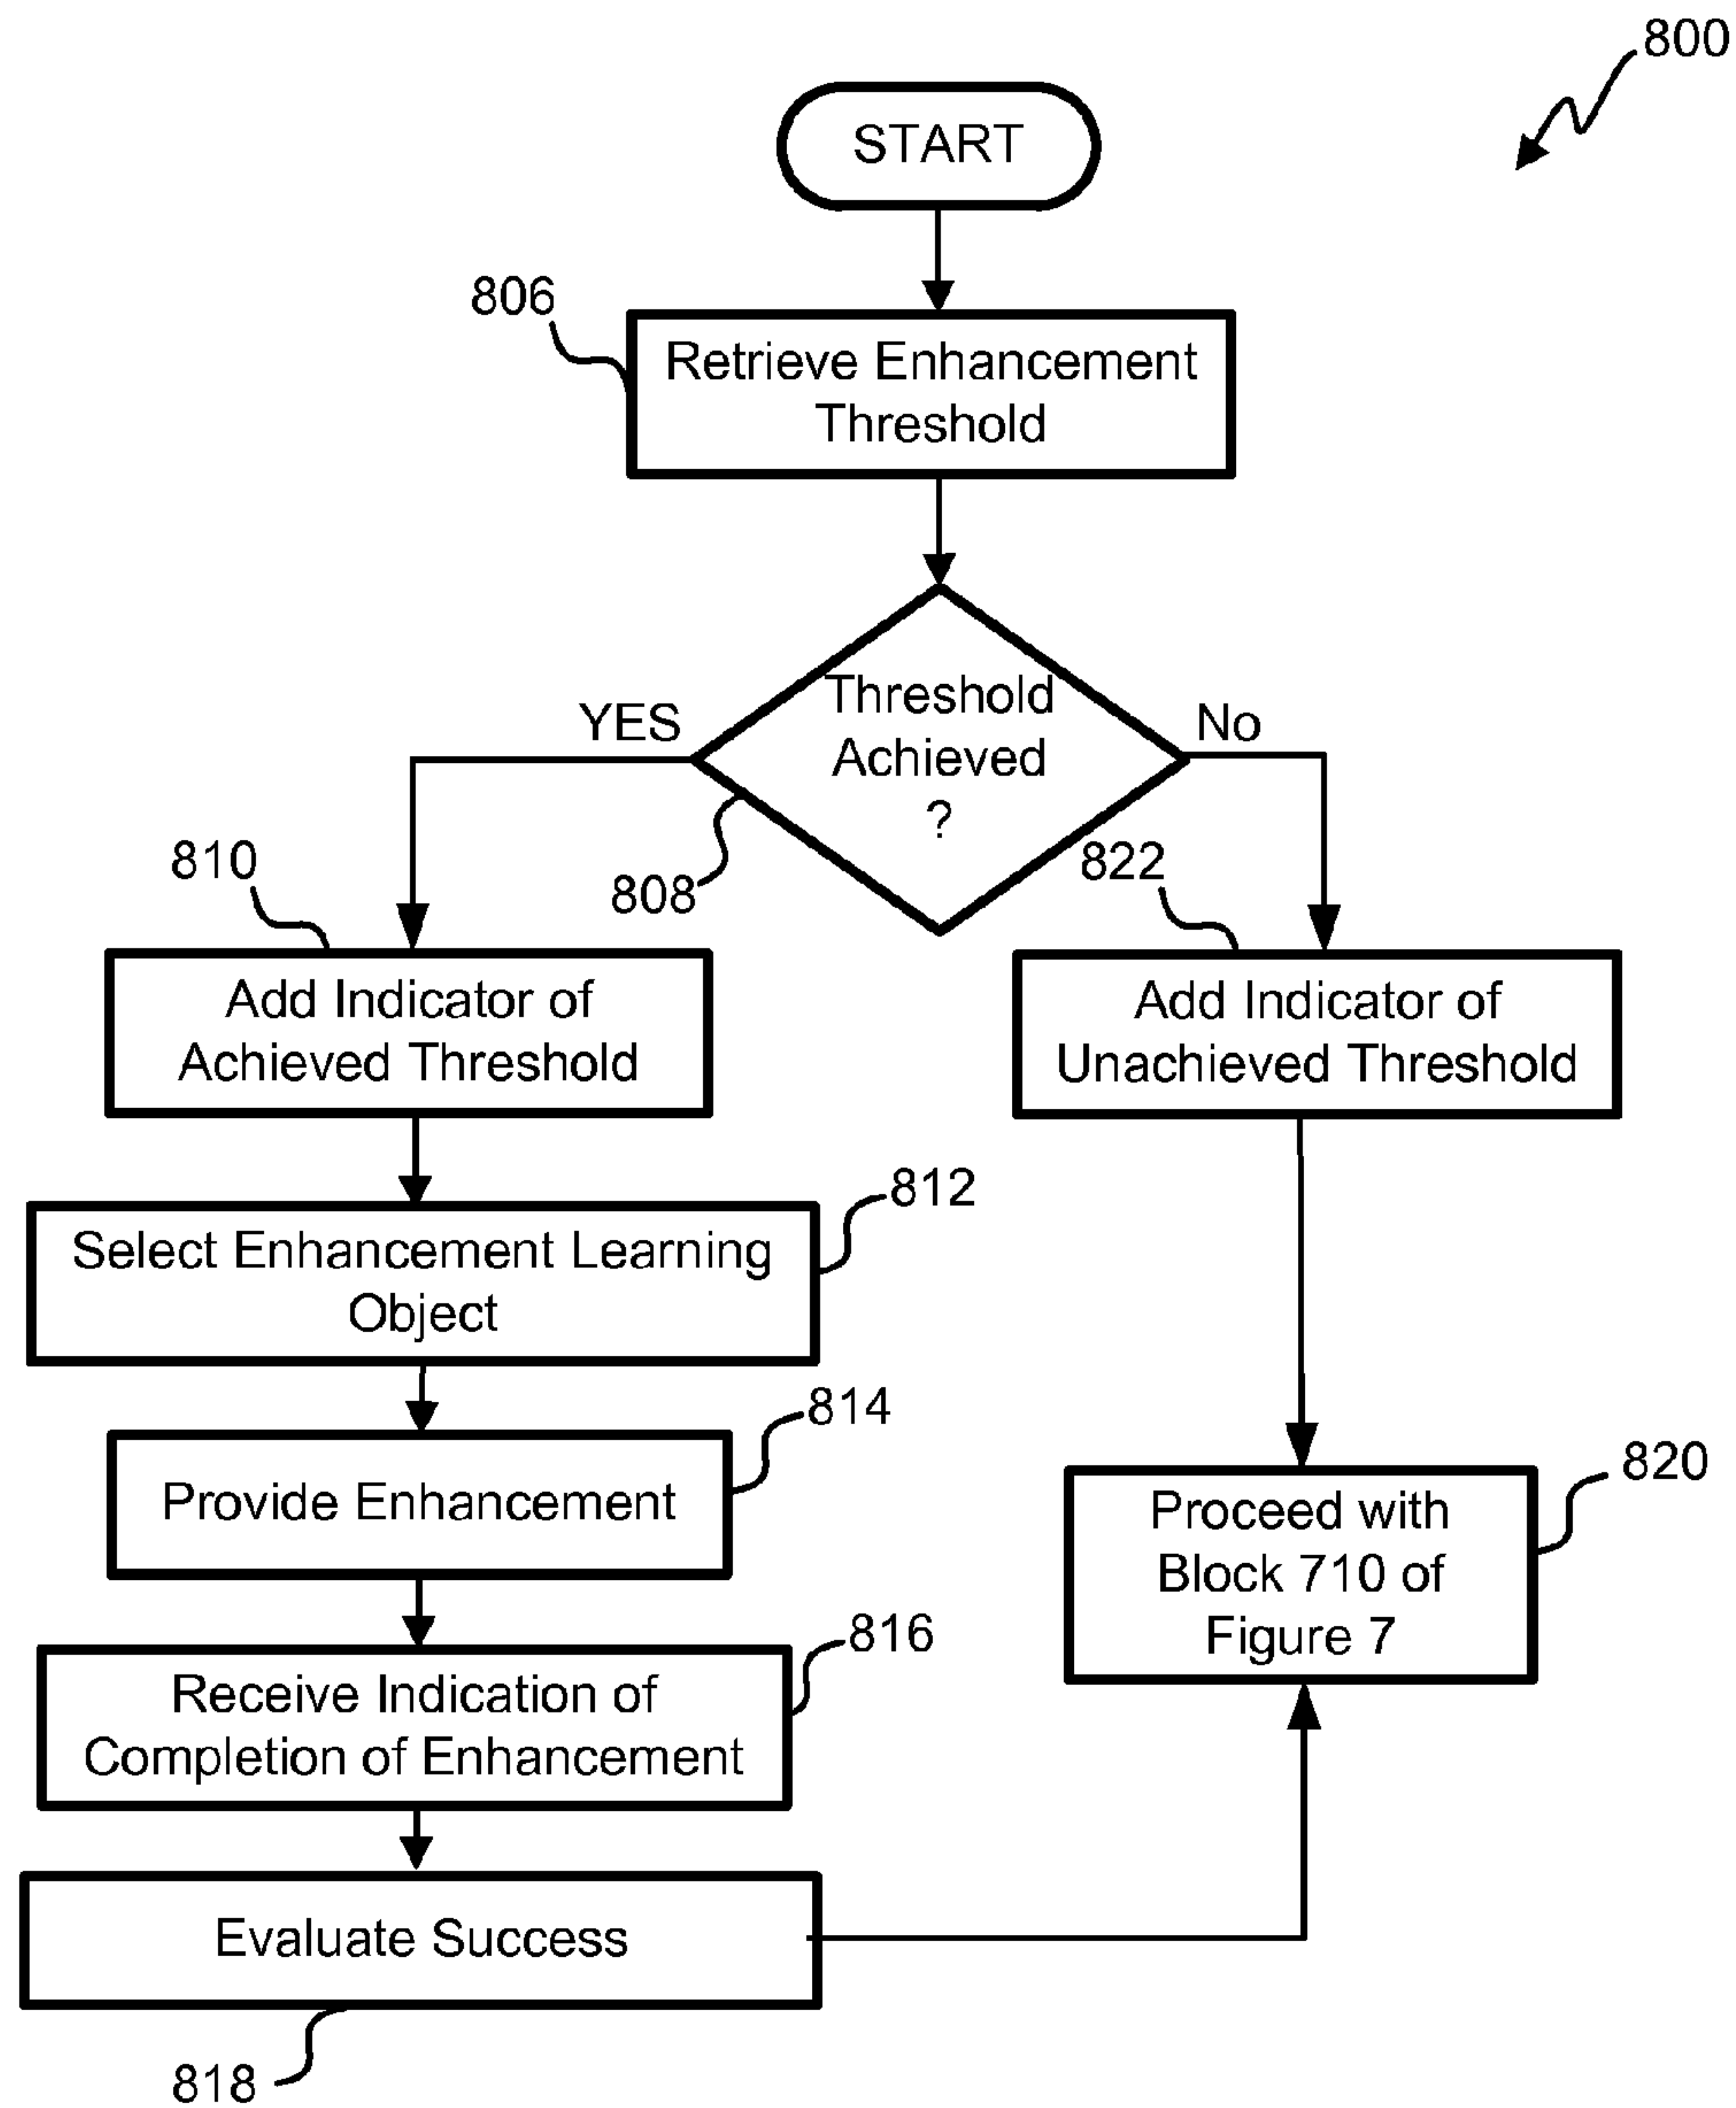 800
START
806
Retrieve Enhancement
Threshold
Threshold
Achieved
?
YES
No
808
810
822
Add Indicator of
Achieved Threshold
Add Indicator of
Unachieved Threshold
812
Select Enhancement Learning
Object
814
Provide Enhancement
820
Proceed with
Block 710 of
Figure 7
816
Receive Indication of
Completion of Enhancement
Evaluate Success
818